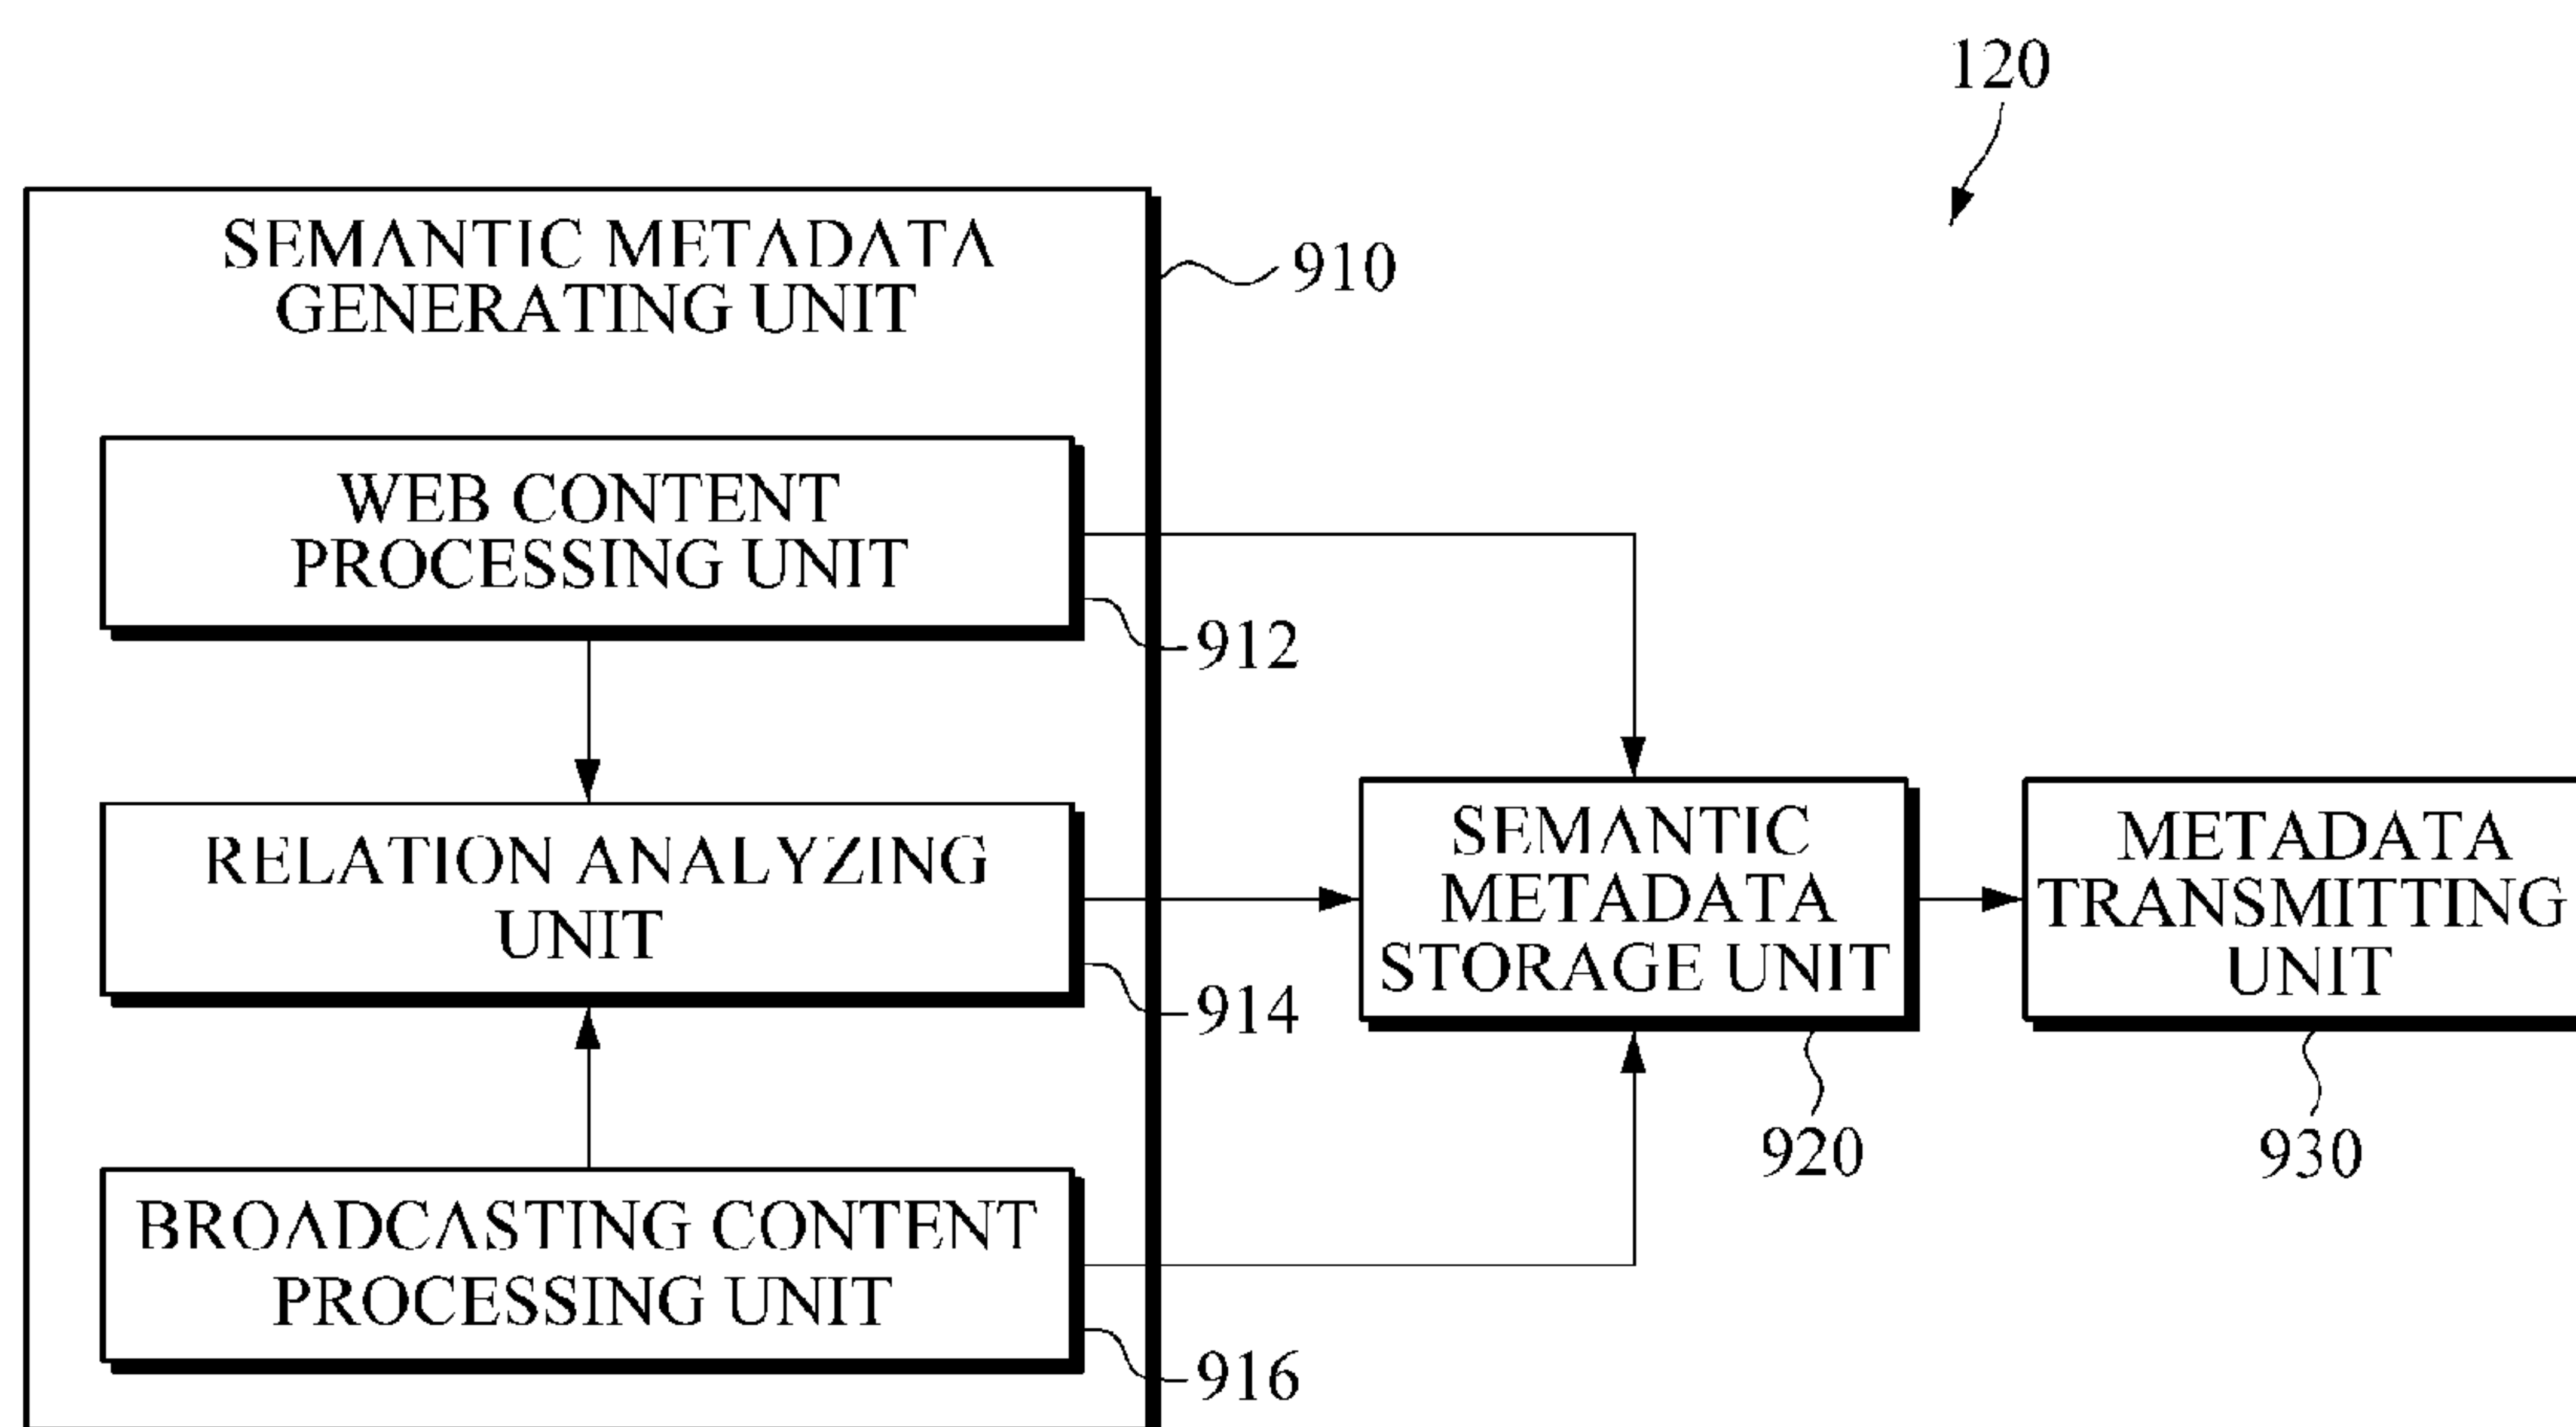 120
SEMANTIC METADATA
GENERATING UNIT
910
WEB CONTENT
PROCESSING UNIT
912
RELATION ANALYZING
UNIT
914
BROADCASTING CONTENT
PROCESSING UNIT
916
SEMANTIC
METADATA
STORAGE UNIT
920
METADATA
TRANSMITTING
UNIT
930